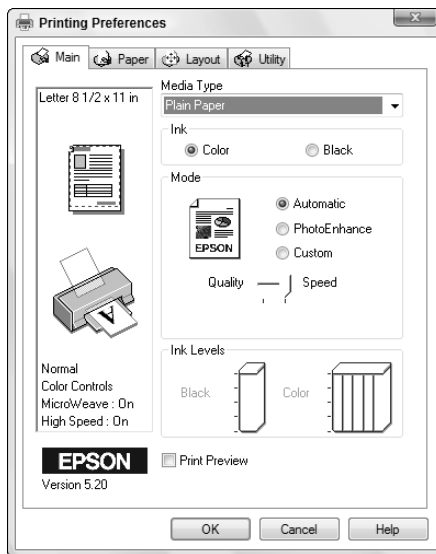 Printing Preferences
x
Main Paper Layout Utility
Letter 8 1/2 x 11 in
Media Type
Plain Paper
Ink
Color Black
Mode
Automatic
PhotoEnhance
Custom
EPSON
Quality Speed
A
Normal
Color Controls
MicroWeave : On
High Speed : On
Ink Levels
Black Color
EPSON
Version 5.20
Print Preview
OK Cancel Help